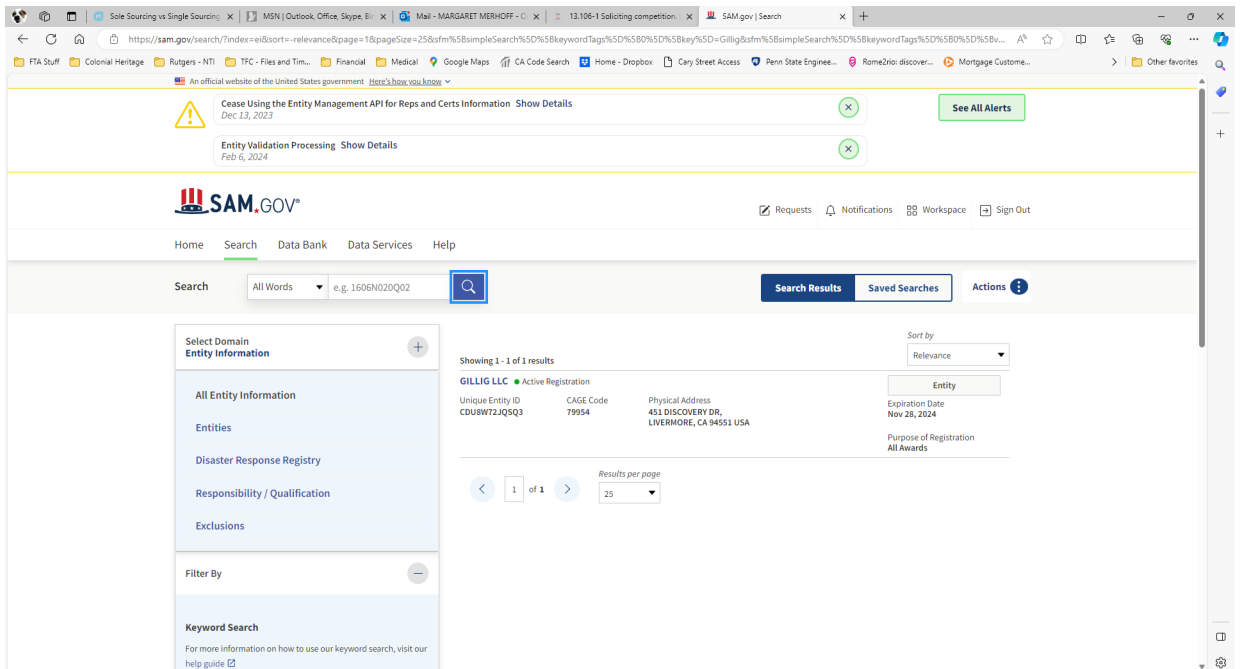 Sole Sourcing vs Single Sourcing
MSN | Outlook, Office, Skype, Bin
Mail - MARGARET MERHOFF - O
13.106-1 Soliciting competition.
SAM.gov | Search
https://sam.gov/search/?index=ei&sort=-relevance&page=1&pageSize=25&sfm%5BsimpleSearch%5D%5BkeywordTags%5D%5B0%5D%5Bkey%5D=Gillig&sfm%5BsimpleSearch%5D%5BkeywordTags%5D%5B0%5D%5Bv...
FTA Stuff
Colonial Heritage
Rutgers - NTI
TFC - Files and Tim...
Financial
Medical
Google Maps
CA Code Search
Home - Dropbox
Cary Street Access
Penn State Enginee...
Rome2rio: discover...
Mortgage Custome...
Other favorites
An official website of the United States government Here's how you know
Cease Using the Entity Management API for Reps and Certs Information Show Details
Dec 13, 2023
See All Alerts
Entity Validation Processing Show Details
Feb 6, 2024
SAM.GOV®
Requests
Notifications
Workspace
Sign Out
Home
Search
Data Bank
Data Services
Help
Search
All Words
e.g. 1606N020Q02
Search Results
Saved Searches
Actions
Select Domain
Entity Information
All Entity Information
Entities
Disaster Response Registry
Responsibility / Qualification
Exclusions
Filter By
Keyword Search
For more information on how to use our keyword search, visit our
help guide
Sort by
Relevance
Showing 1 - 1 of 1 results
GILLIG LLC Active Registration
Entity
Unique Entity ID
CDU8W72JQ5Q3
CAGE Code
79954
Physical Address
451 DISCOVERY DR,
LIVERMORE, CA 94551 USA
Expiration Date
Nov 28, 2024
Purpose of Registration
All Awards
1 of 1
Results per page
25